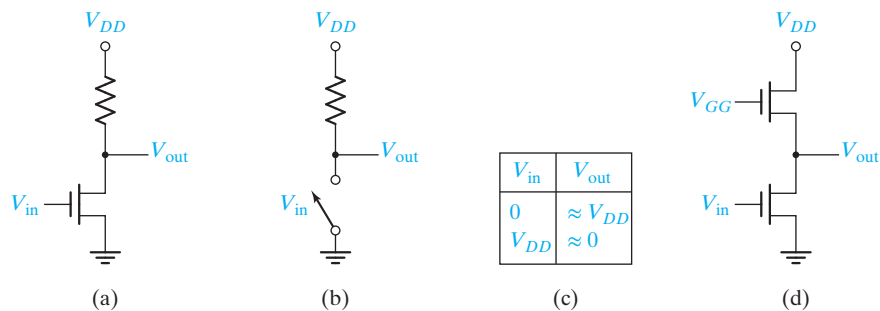 V_DD
V_out
V_in
(a)
V_DD
V_out
V_in
(b)
V_in V_out
0 ≈ V_DD
V_DD ≈ 0
(c)
V_DD
V_GG
V_out
V_in
(d)